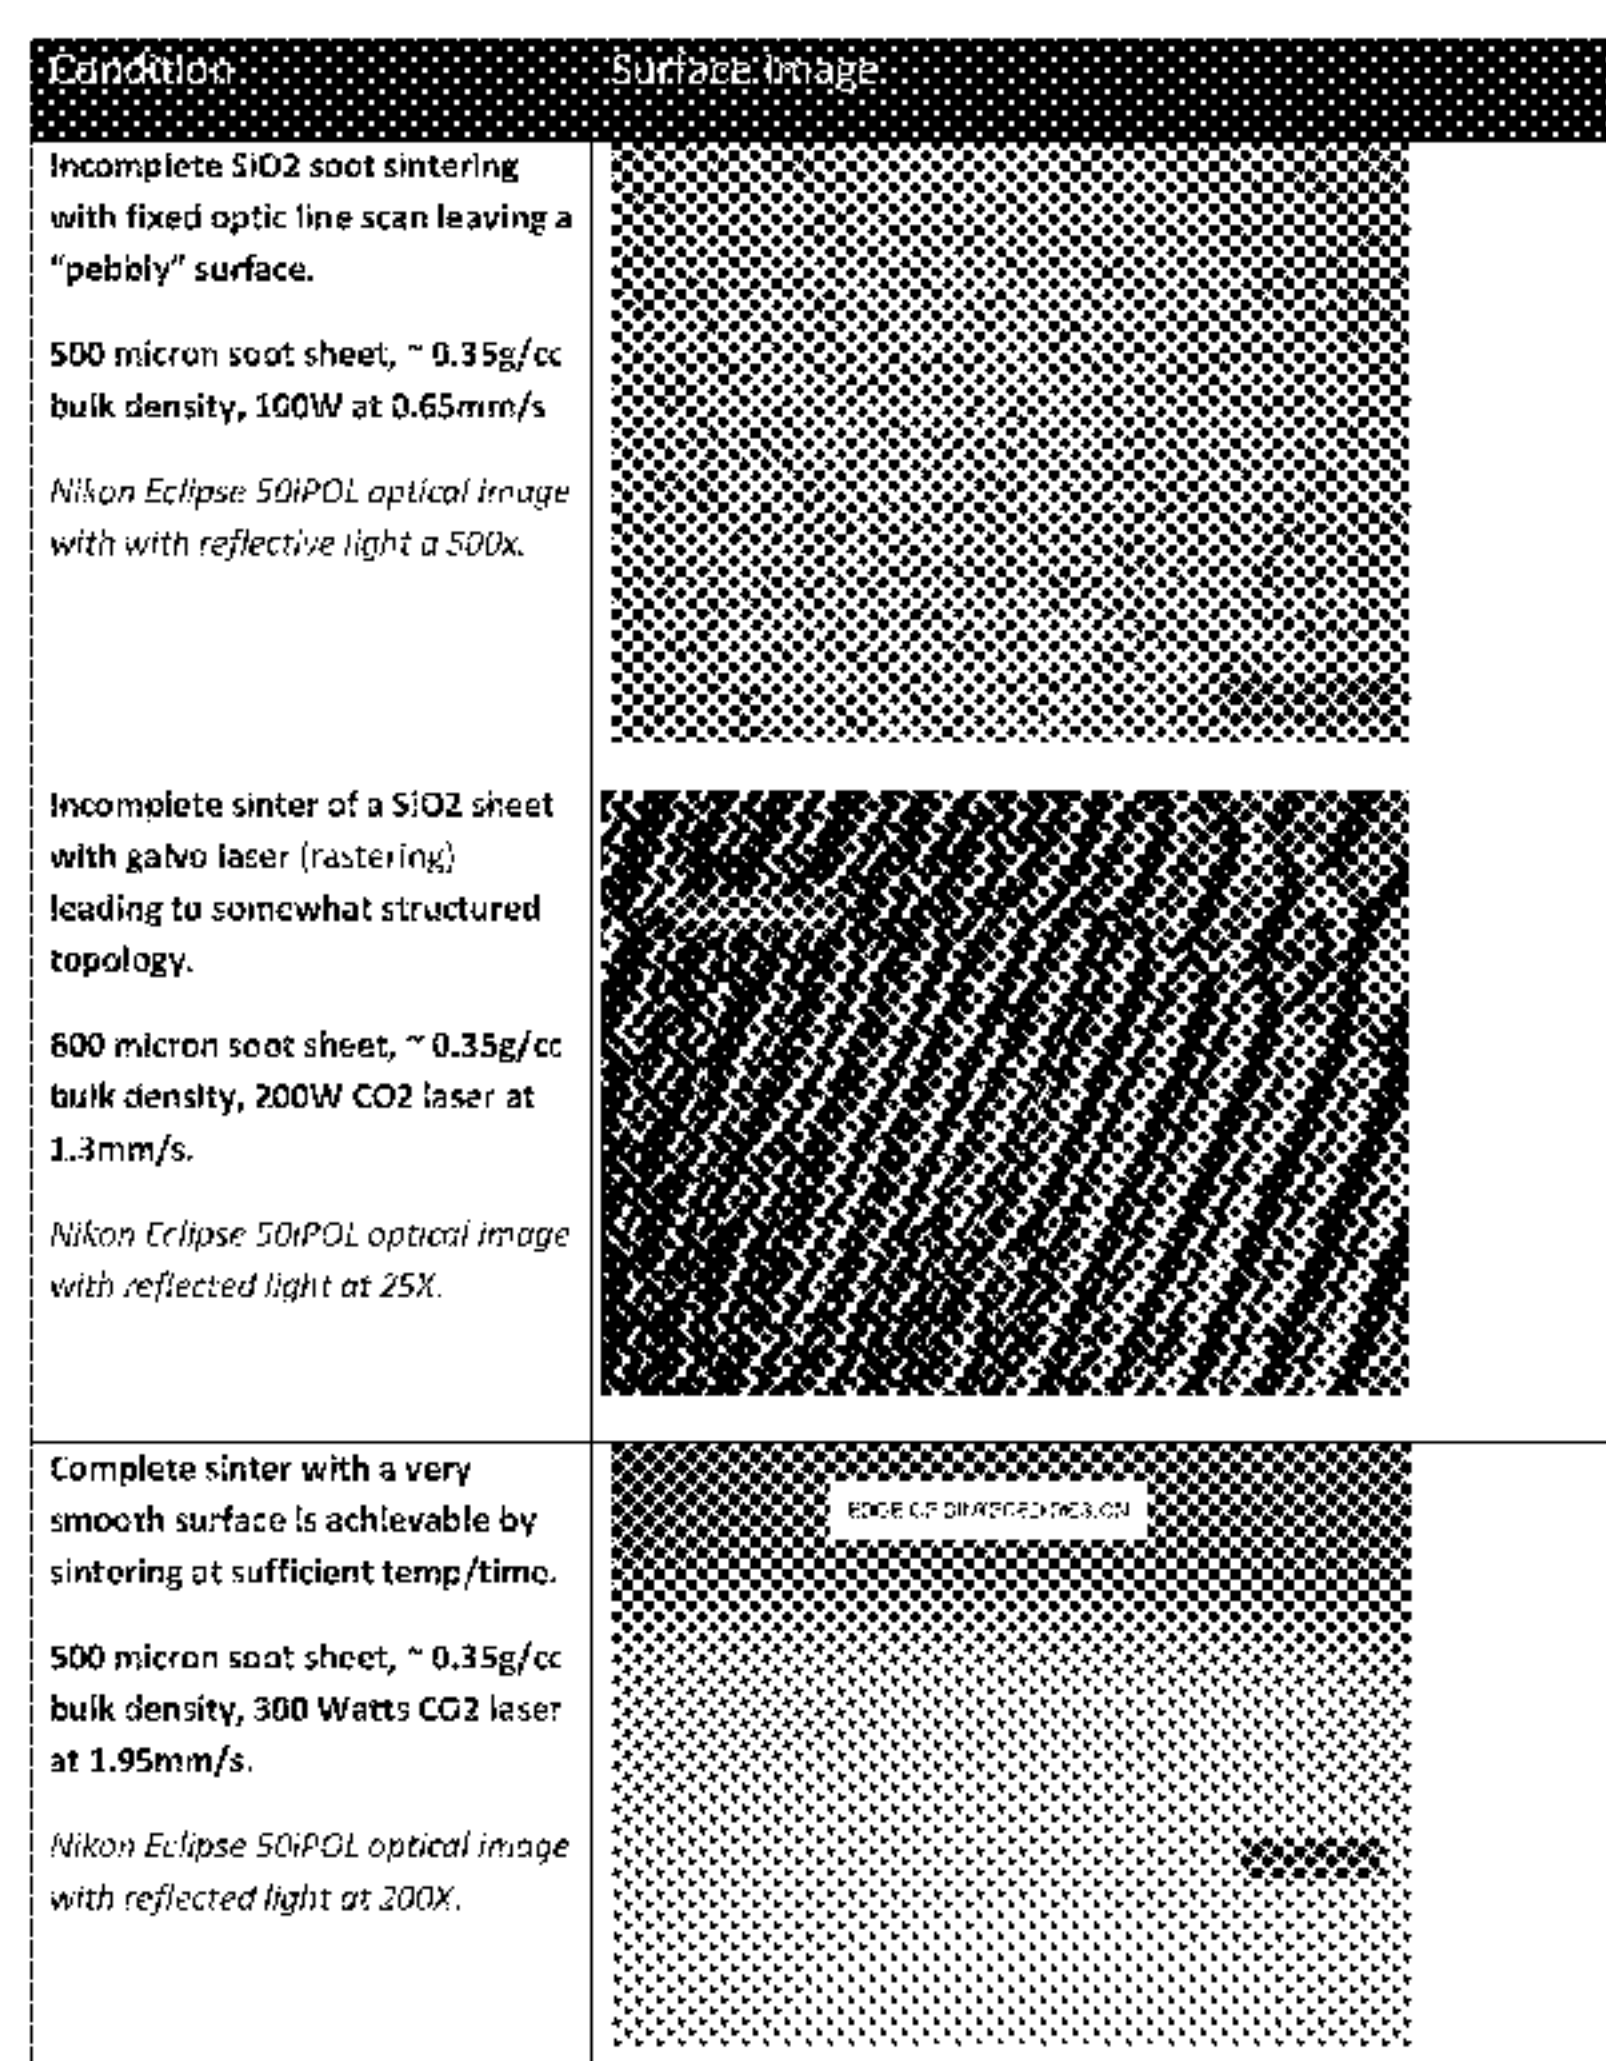 Condition
Surface Image
Incomplete SiO2 soot sintering
with fixed optic line scan leaving a
“pebbly” surface.
500 micron soot sheet, ~ 0.35g/cc
bulk density, 100W at 0.65mm/s
Nikon Eclipse 50iPOL optical image
with with reflective light a 500x.
Incomplete sinter of a SiO2 sheet
with galvo laser (rastering)
leading to somewhat structured
topology.
600 micron soot sheet, ~ 0.35g/cc
bulk density, 200W CO2 laser at
1.3mm/s.
Nikon Eclipse 50iPOL optical image
with reflected light at 25X.
Complete sinter with a very
smooth surface is achievable by
sintering at sufficient temp/time.
500 micron soot sheet, ~ 0.35g/cc
bulk density, 300 Watts CO2 laser
at 1.95mm/s.
Nikon Eclipse 50iPOL optical image
with reflected light at 200X.
EDGE OF SINTERED REGION